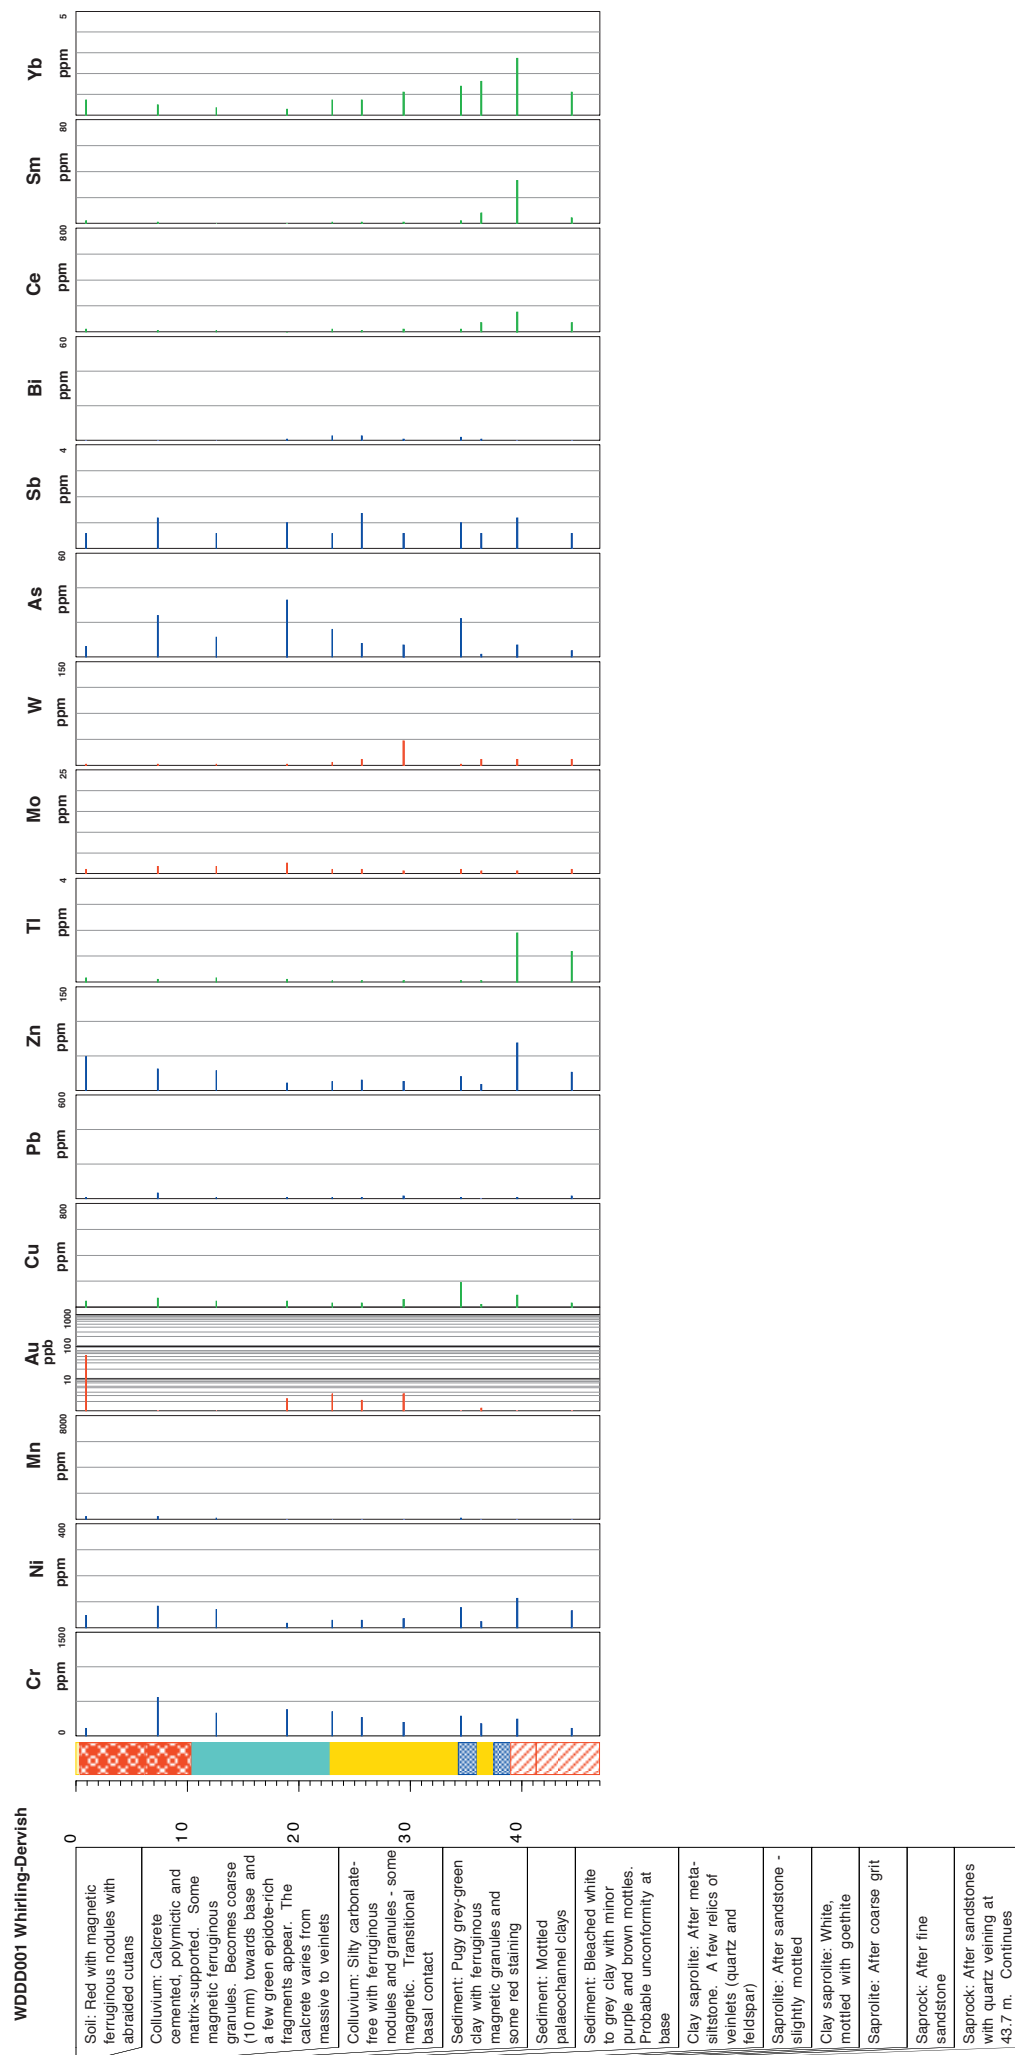 WDDD001 Whirling-Dervish
Soil: Red with magnetic
ferruginous nodules with
abraided cutans
Colluvium: Calcrete
cemented, polymictic and
matrix-supported. Some
magnetic ferruginous
granules. Becomes coarse
(10 mm) towards base and
a few green epidote-rich
fragments appear. The
calcrete varies from
massive to veinlets
Colluvium: Silty carbonate-
free with ferruginous
nodules and granules - some
magnetic. Transitional
basal contact
Sediment: Pugy grey-green
clay with ferruginous
magnetic granules and
some red staining
Sediment: Mottled
palaeochannel clays
Sediment: Bleached white
to grey clay with minor
purple and brown mottles.
Probable unconformity at
base
Clay saprolite: After meta-
siltstone. A few relics of
veinlets (quartz and
feldspar)
Saprolite: After sandstone -
slightly mottled
Clay saprolite: White,
mottled with goethite
Saprolite: After coarse grit
Saprock: After fine
sandstone
Saprock: After sandstones
with quartz veining at
43.7 m. Continues
0
10
20
30
40
Cr
ppm
0
1500
Ni
ppm
400
Mn
ppm
8000
Au
ppb
10
100
1000
Cu
ppm
800
Pb
ppm
600
Zn
ppm
150
Tl
ppm
4
Mo
ppm
25
W
ppm
150
As
ppm
60
Sb
ppm
4
Bi
ppm
60
Ce
ppm
800
Sm
ppm
80
Yb
ppm
5